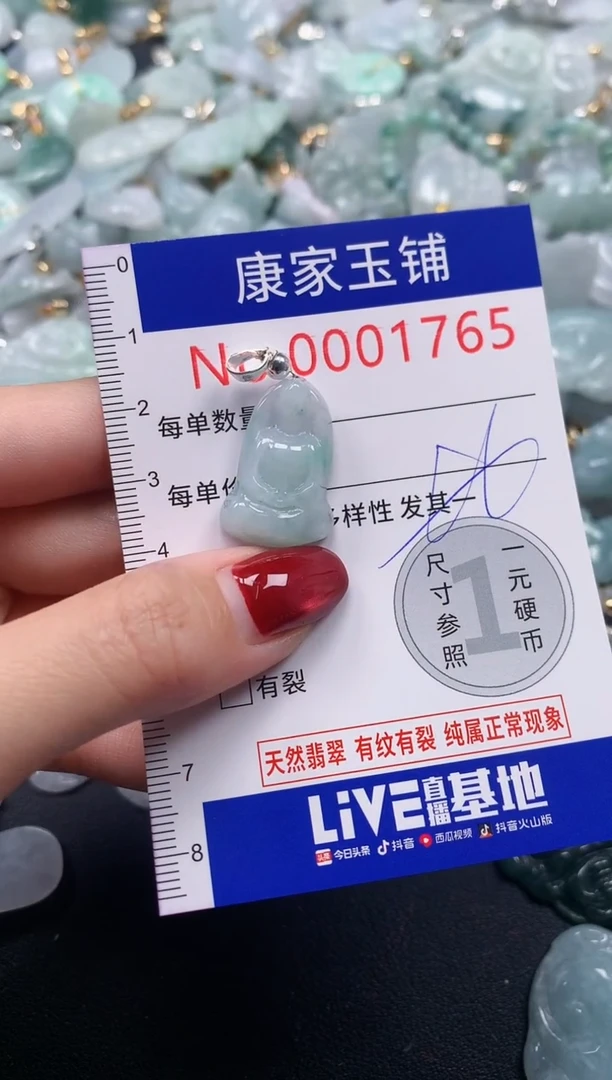 0
1
2
3
4
7
8
康家玉铺
No 0001765
每单数量
每单价
多样性 发其一
尺寸参照
1
一元硬币
有裂
天然翡翠 有纹有裂 纯属正常现象
LiVE直播基地
头条 今日头条 抖音 西瓜视频 抖音火山版